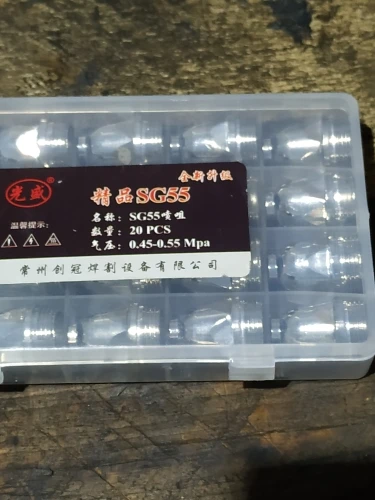 全新升级
光盛®
精品SG55
温馨提示:
名称: SG55喷咀
数量: 20 PCS
气压: 0.45-0.55 Mpa
常州创冠焊割设备有限公司